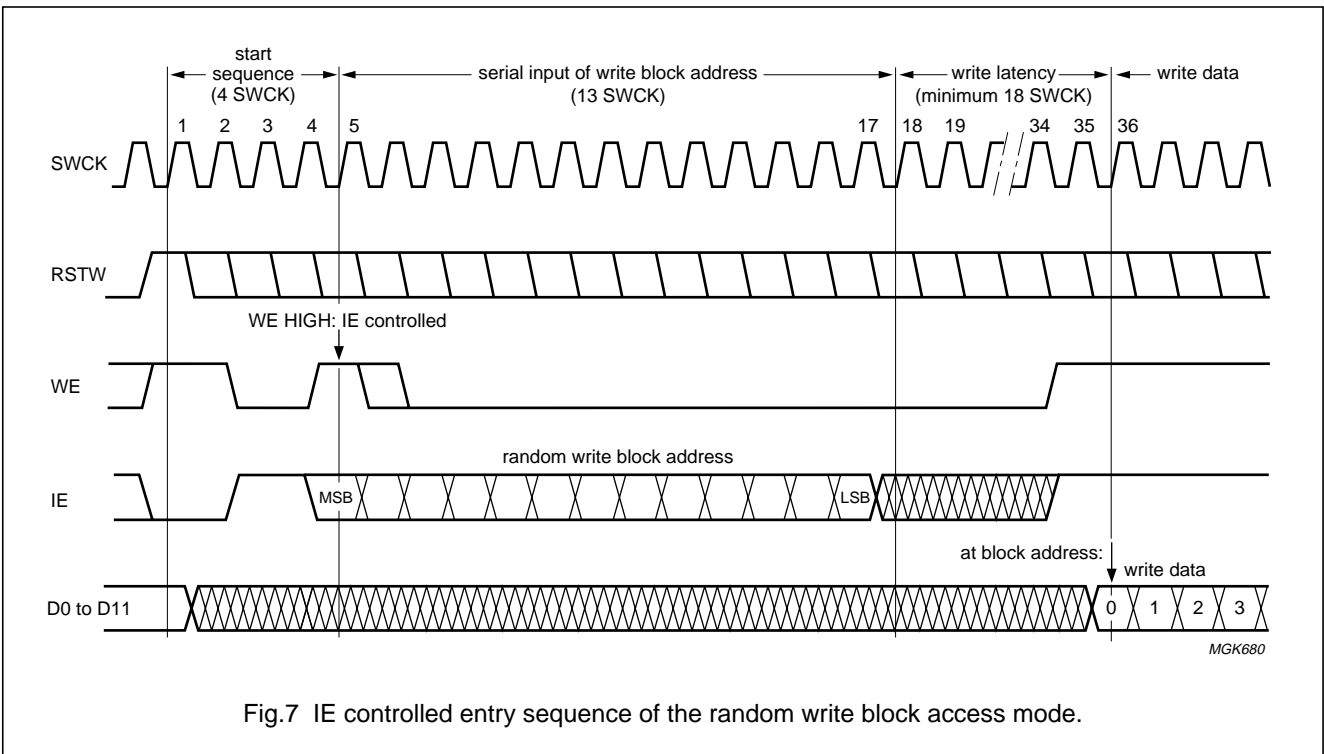 start
sequence
(4 SWCK)
serial input of write block address
(13 SWCK)
write latency
(minimum 18 SWCK)
write data
1 2 3 4 5 17 18 19 34 35 36
SWCK
RSTW
WE HIGH: IE controlled
WE
random write block address
IE
MSB
LSB
at block address:
write data
D0 to D11
0 1 2 3
MGK680
Fig.7 IE controlled entry sequence of the random write block access mode.